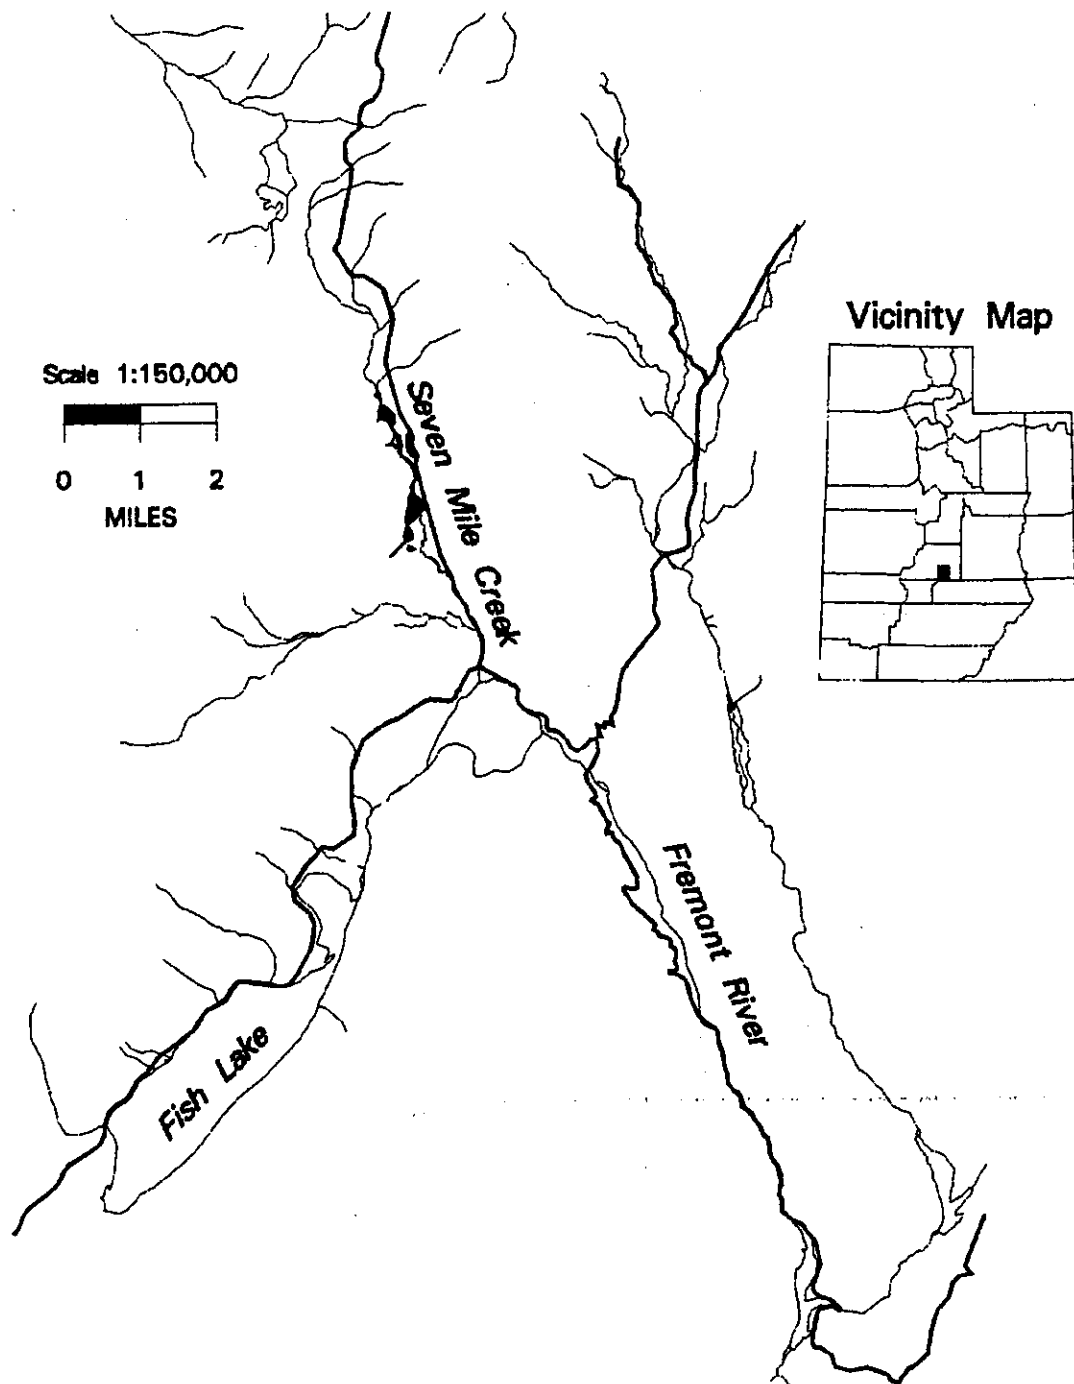 Vicinity Map
Scale 1:150,000
0 1 2
MILES
Seven Mile Creek
Fremont River
Fish Lake